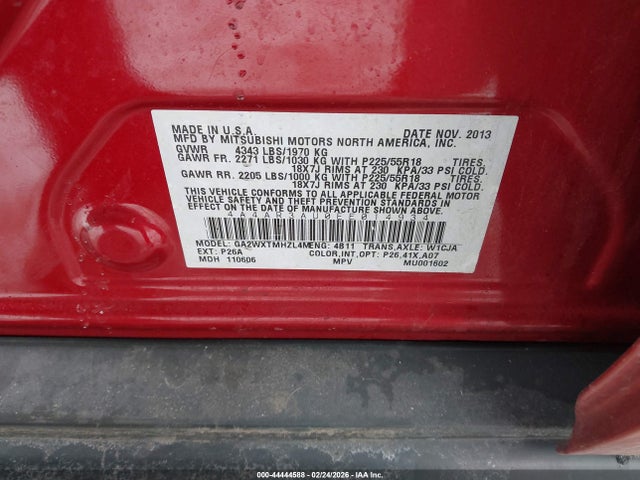 MADE IN U.S.A. DATE NOV. 2013
MFD BY MITSUBISHI MOTORS NORTH AMERICA, INC.
GVWR 4343 LBS/1970 KG
GAWR FR. 2271 LBS/1030 KG WITH P225/55R18 TIRES,
18X7J RIMS AT 230 KPA/33 PSI COLD.
GAWR RR. 2205 LBS/1000 KG WITH P225/55R18 TIRES,
18X7J RIMS AT 230 KPA/33 PSI COLD.
THIS VEHICLE CONFORMS TO ALL APPLICABLE FEDERAL MOTOR
VEHICLE SAFETY AND THEFT PREVENTION STANDARDS IN
EFFECT ON THE DATE OF MANUFACTURE SHOWN ABOVE.
MODEL: GA2WXTMHZL4M ENG: 4B11 TRANS,AXLE: W1CJA
EXT: P26A COLOR,INT,OPT: P26,41X,A07
MDH 110606 MPV MU001602
000-44444588 - 02/24/2026 - IAA Inc.